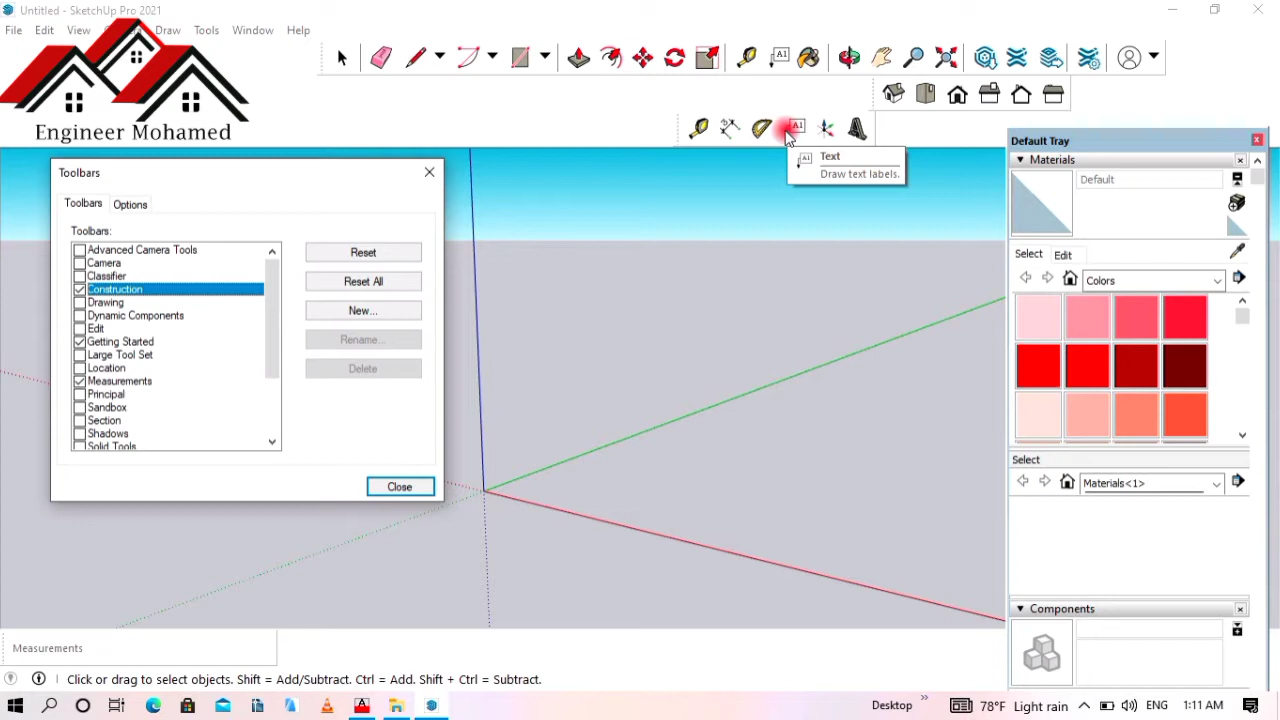 Untitled - SketchUp Pro 2021
File Edit View Draw Tools Window Help
A1
Engineer Mohamed
A1
Text
A1
Draw text labels.
Default Tray
Materials
Default
Select Edit
Colors
Select
Materials<1>
Components
Toolbars
Toolbars Options
Toolbars:
Advanced Camera Tools
Camera
Classifier
Construction
Drawing
Dynamic Components
Edit
Getting Started
Large Tool Set
Location
Measurements
Principal
Sandbox
Section
Shadows
Solid Tools
Reset
Reset All
New...
Rename...
Delete
Close
Measurements
Click or drag to select objects. Shift = Add/Subtract. Ctrl = Add. Shift + Ctrl = Subtract.
Desktop
78°F Light rain
ENG
1:11 AM